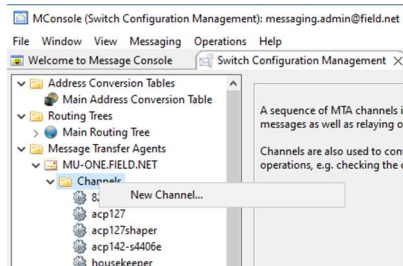 MConsole (Switch Configuration Management): messaging.admin@field.net
File Window View Messaging Operations Help
Welcome to Message Console
Switch Configuration Management
Address Conversion Tables
Main Address Conversion Table
Routing Trees
Main Routing Tree
Message Transfer Agents
MU-ONE.FIELD.NET
Channels
New Channel...
acp127
acp127shaper
acp142-s4406e
housekeeper
A sequence of MTA channels
messages as well as relaying
Channels are also used to
operations, e.g. checking the